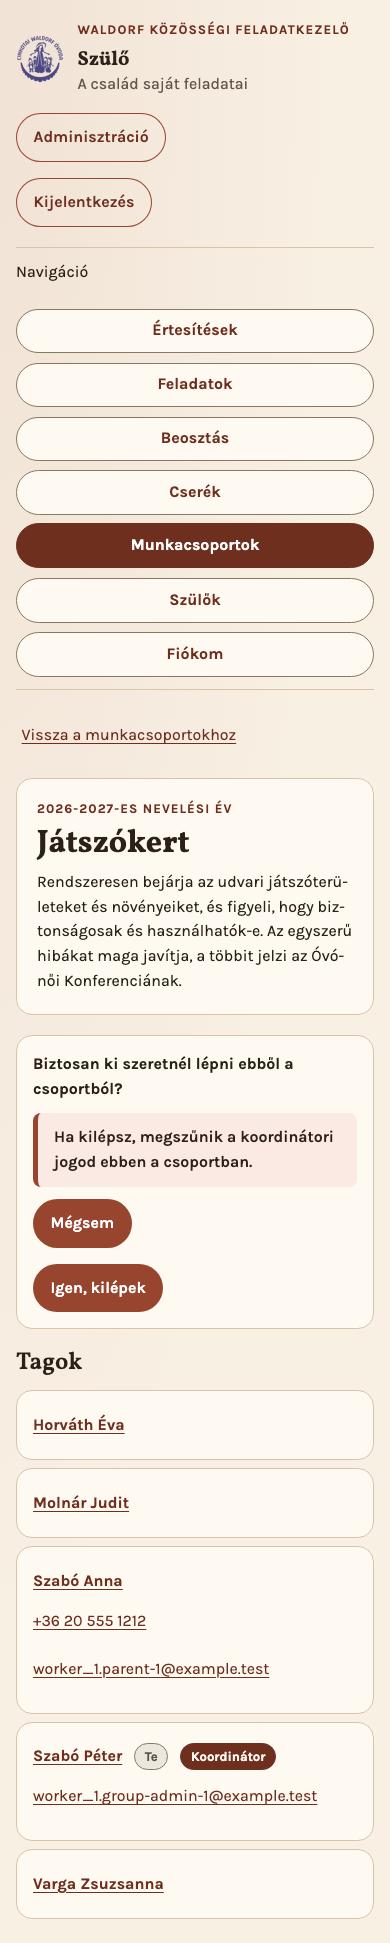 WALDORF KÖZÖSSÉGI FELADATKEZELŐ
Szülő
A család saját feladatai
Adminisztráció
Kijelentkezés
Navigáció
Értesítések
Feladatok
Beosztás
Cserék
Munkacsoportok
Szülők
Fiókom
Vissza a munkacsoportokhoz
2026-2027-ES NEVELÉSI ÉV
Játszókert
Rendszeresen bejárja az udvari játszóterü-
leteket és növényeiket, és figyeli, hogy biz-
tonságosak és használhatók-e. Az egyszerű
hibákat maga javítja, a többit jelzi az Óvó-
női Konferenciának.
Biztosan ki szeretnél lépni ebből a
csoportból?
Ha kilépsz, megszűnik a koordinátori
jogod ebben a csoportban.
Mégsem
Igen, kilépek
Tagok
Horváth Éva
Molnár Judit
Szabó Anna
+36 20 555 1212
worker_1.parent-1@example.test
Szabó Péter Te Koordinátor
worker_1.group-admin-1@example.test
Varga Zsuzsanna